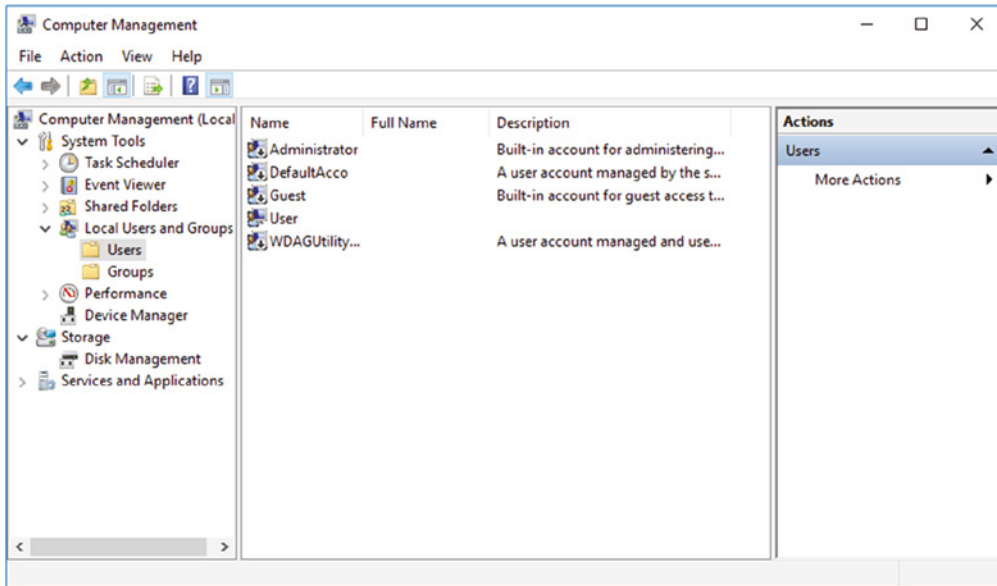 Computer Management
File Action View Help
Computer Management (Local
System Tools
Task Scheduler
Event Viewer
Shared Folders
Local Users and Groups
Users
Groups
Performance
Device Manager
Storage
Disk Management
Services and Applications
Name Full Name Description
Administrator Built-in account for administering...
DefaultAcco A user account managed by the s...
Guest Built-in account for guest access t...
User
WDAGUtility... A user account managed and use...
Actions
Users
More Actions